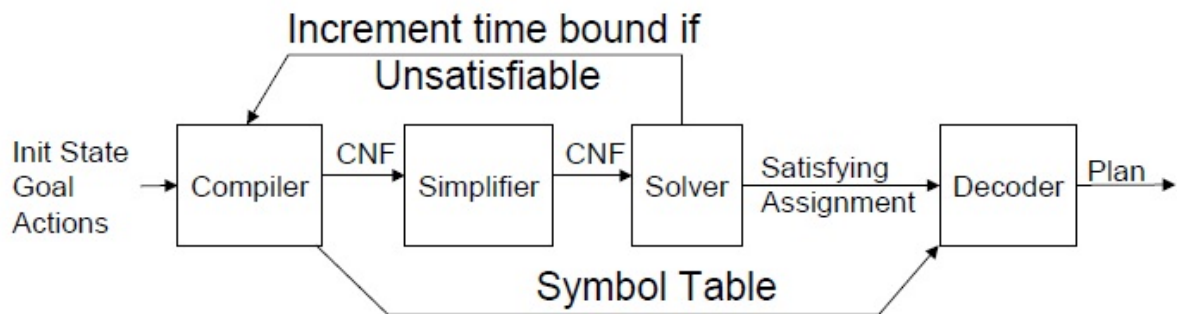 Increment time bound if
Unsatisfiable
Init State
Goal
Actions
Compiler
CNF
Simplifier
CNF
Solver
Satisfying
Assignment
Decoder
Plan
Symbol Table